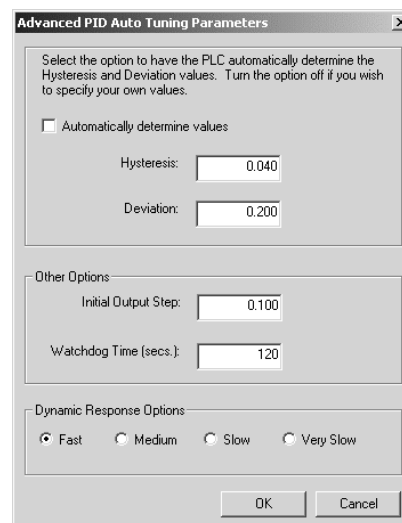 Advanced PID Auto Tuning Parameters
Select the option to have the PLC automatically determine the
Hysteresis and Deviation values. Turn the option off if you wish
to specify your own values.
Automatically determine values
Hysteresis: 0.040
Deviation: 0.200
Other Options
Initial Output Step: 0.100
Watchdog Time (secs.): 120
Dynamic Response Options
Fast Medium Slow Very Slow
OK Cancel